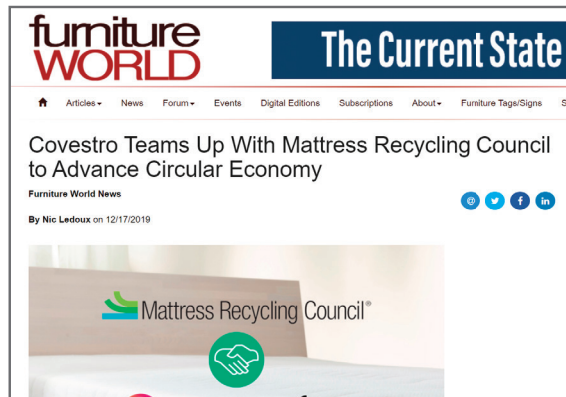 furniture
WORLD
The Current State
Articles
News
Forum
Events
Digital Editions
Subscriptions
About
Furniture Tags/Signs
S
Covestro Teams Up With Mattress Recycling Council
to Advance Circular Economy
Furniture World News
By Nic Ledoux on 12/17/2019
@
f
in
Mattress Recycling Council®